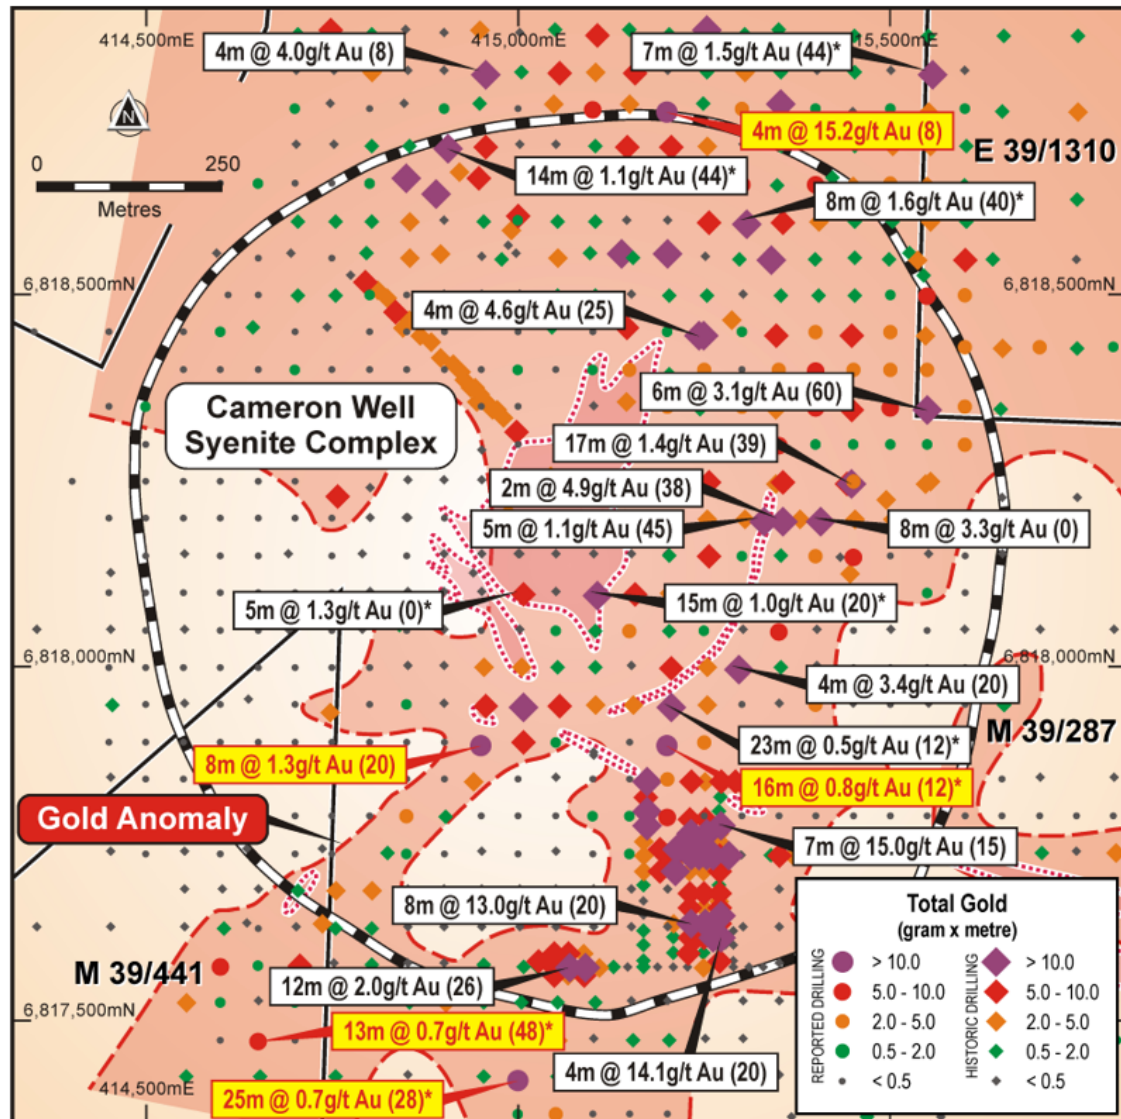 414,500mE
415,000mE
15,500mE
4m @ 4.0g/t Au (8)
7m @ 1.5g/t Au (44)*
N
4m @ 15.2g/t Au (8)
E 39/1310
0
250
Metres
14m @ 1.1g/t Au (44)*
8m @ 1.6g/t Au (40)*
6,818,500mN
6,818,500mN
4m @ 4.6g/t Au (25)
Cameron Well
Syenite Complex
6m @ 3.1g/t Au (60)
17m @ 1.4g/t Au (39)
2m @ 4.9g/t Au (38)
5m @ 1.1g/t Au (45)
8m @ 3.3g/t Au (0)
5m @ 1.3g/t Au (0)*
15m @ 1.0g/t Au (20)*
6,818,000mN
6,818,000mN
4m @ 3.4g/t Au (20)
M 39/287
23m @ 0.5g/t Au (12)*
8m @ 1.3g/t Au (20)
16m @ 0.8g/t Au (12)*
Gold Anomaly
7m @ 15.0g/t Au (15)
8m @ 13.0g/t Au (20)
M 39/441
12m @ 2.0g/t Au (26)
6,817,500mN
13m @ 0.7g/t Au (48)*
4m @ 14.1g/t Au (20)
414,500mE
25m @ 0.7g/t Au (28)*
Total Gold
(gram x metre)
REPORTED DRILLING
> 10.0
5.0 - 10.0
2.0 - 5.0
0.5 - 2.0
< 0.5
HISTORIC DRILLING
> 10.0
5.0 - 10.0
2.0 - 5.0
0.5 - 2.0
< 0.5